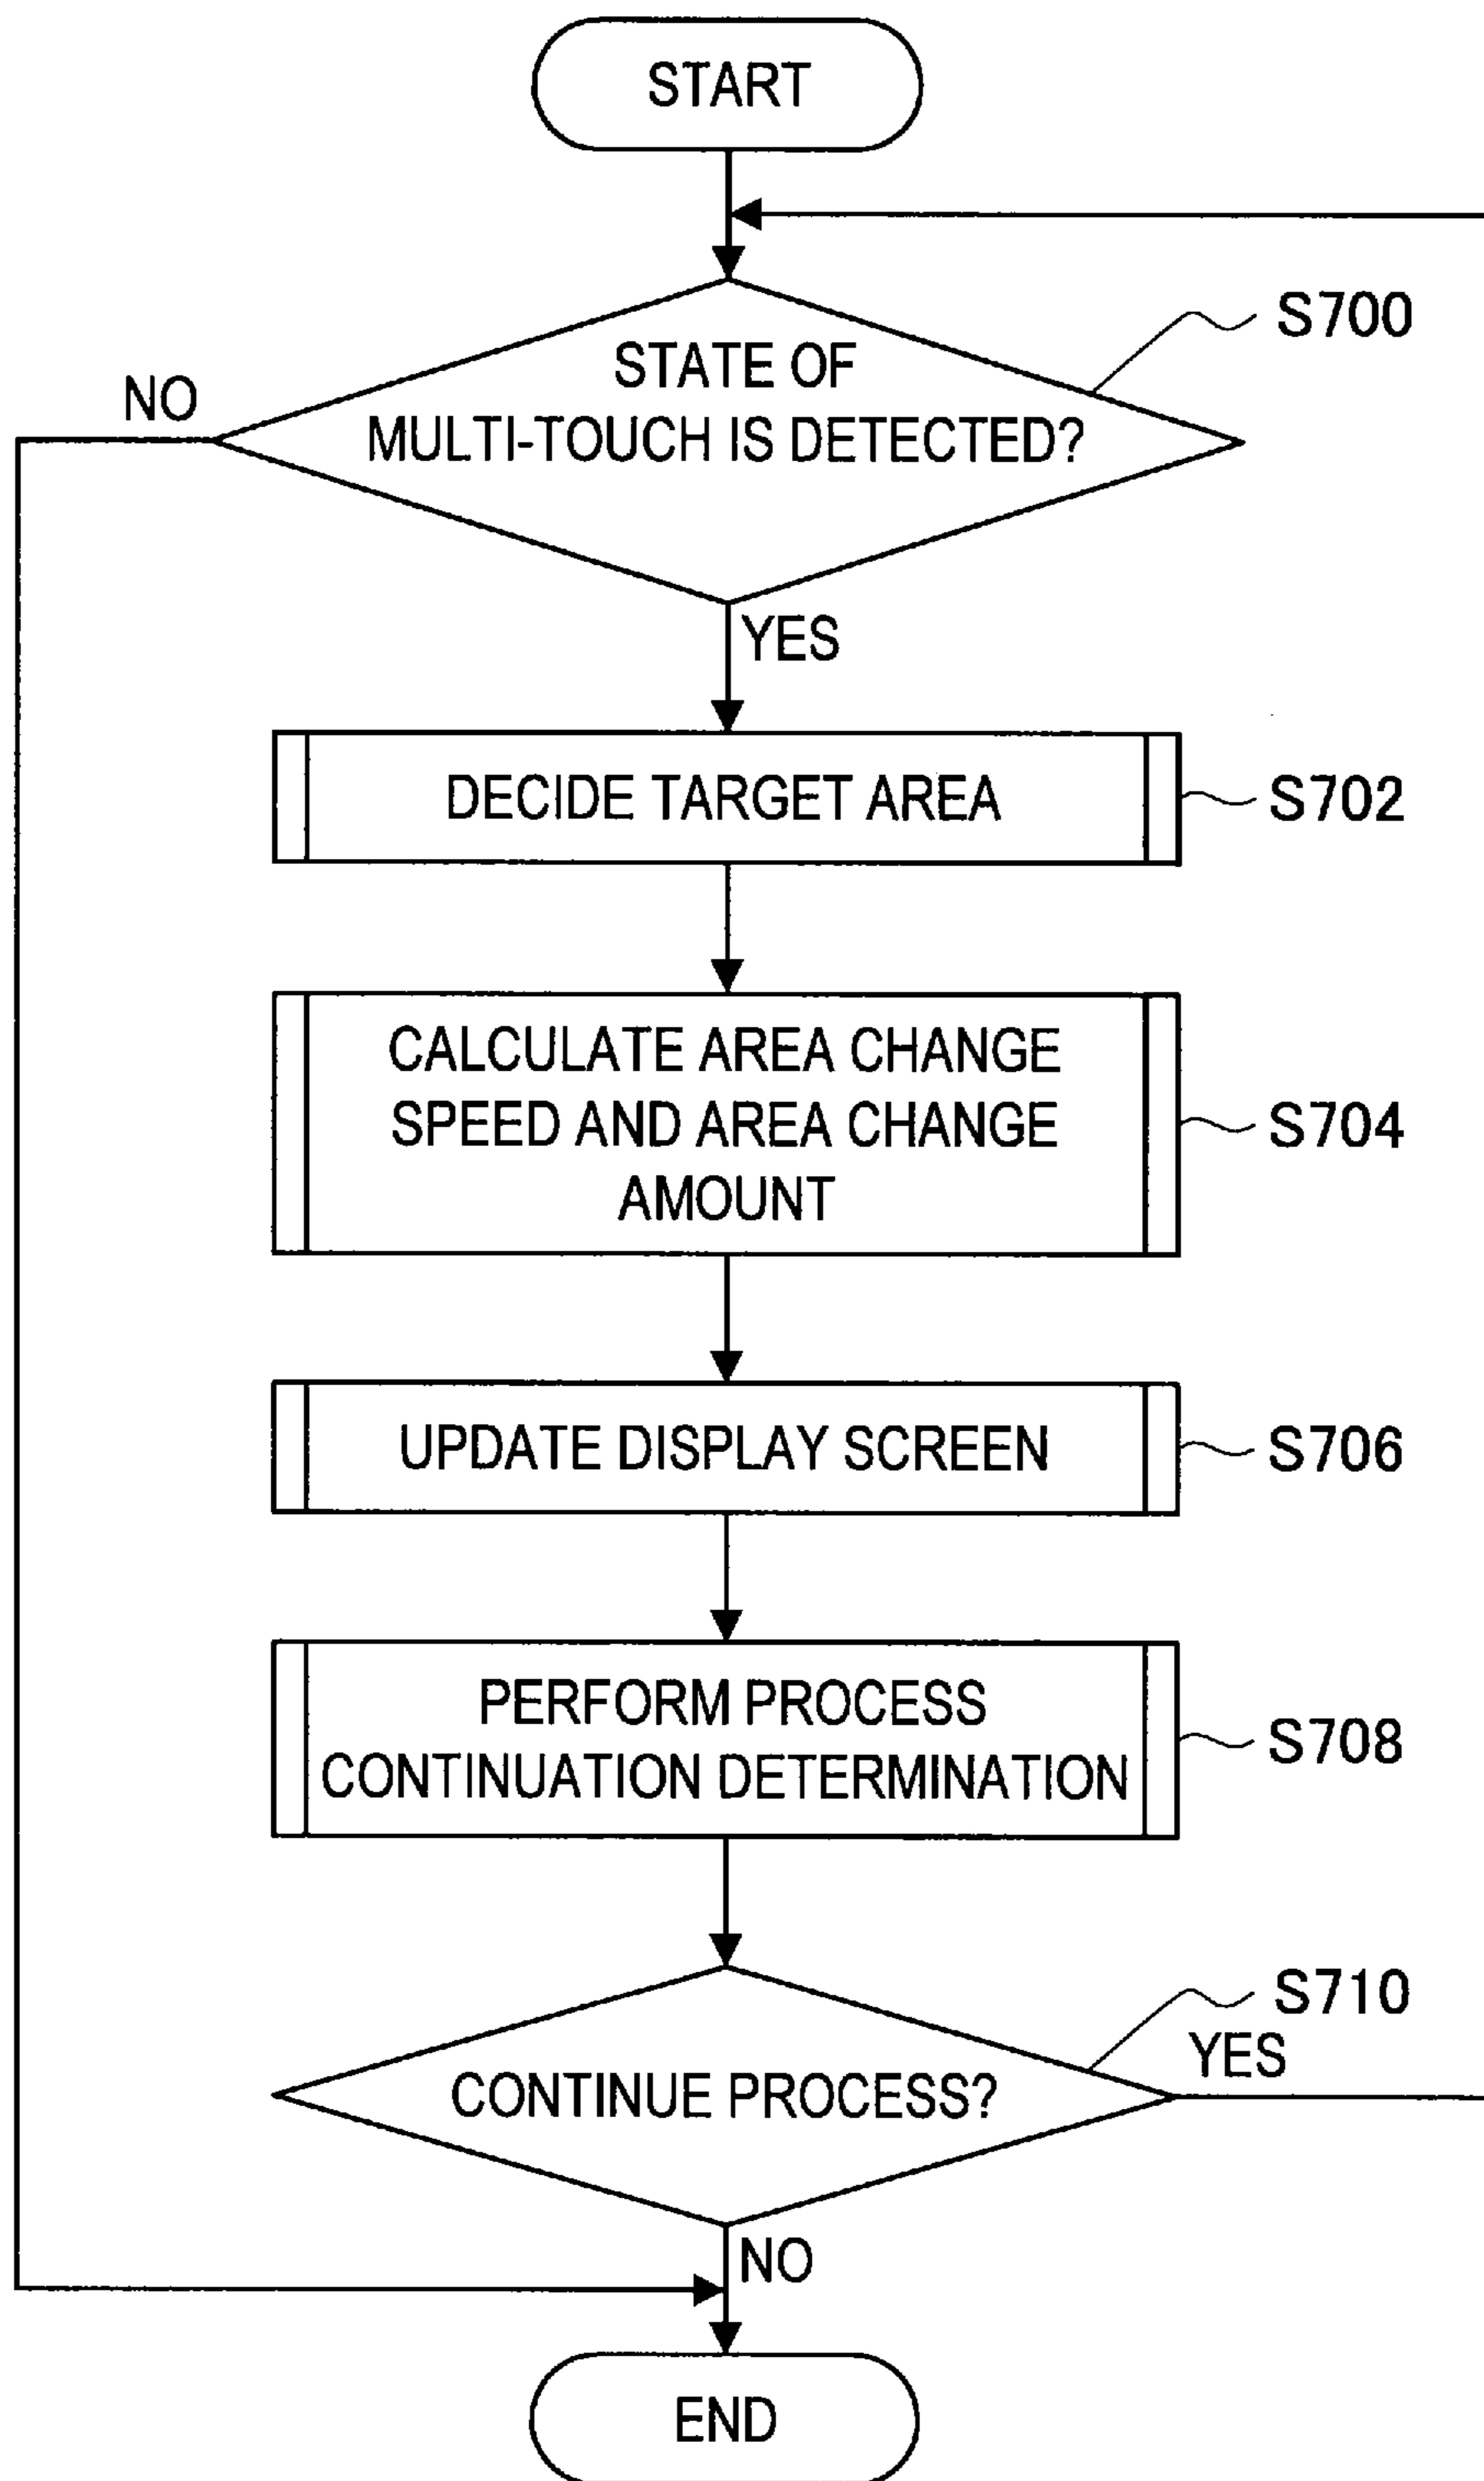 START
S700
STATE OF
NO
MULTI-TOUCH IS DETECTED?
YES
DECIDE TARGET AREA
S702
CALCULATE AREA CHANGE
SPEED AND AREA CHANGE
AMOUNT
S704
UPDATE DISPLAY SCREEN
S706
PERFORM PROCESS
CONTINUATION DETERMINATION
S708
S710
YES
CONTINUE PROCESS?
NO
END